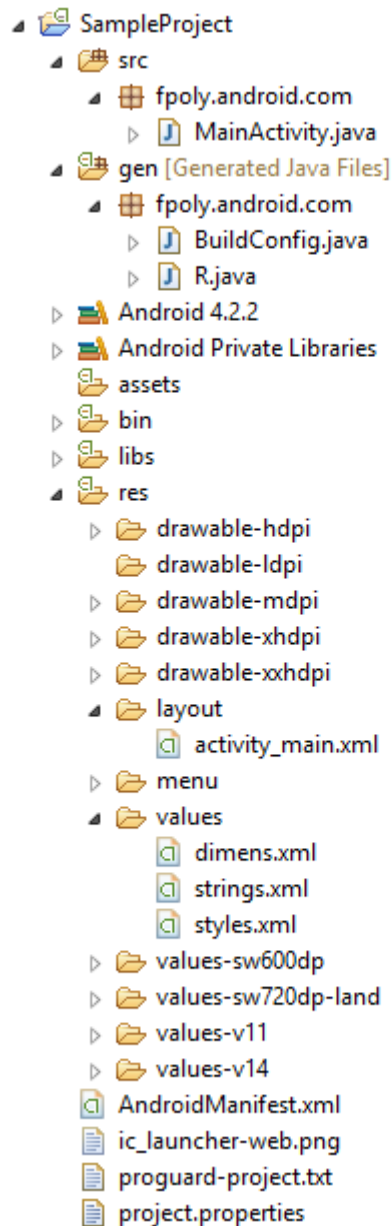 SampleProject
src
fpoly.android.com
MainActivity.java
gen [Generated Java Files]
fpoly.android.com
BuildConfig.java
R.java
Android 4.2.2
Android Private Libraries
assets
bin
libs
res
drawable-hdpi
drawable-ldpi
drawable-mdpi
drawable-xhdpi
drawable-xxhdpi
layout
activity_main.xml
menu
values
dimens.xml
strings.xml
styles.xml
values-sw600dp
values-sw720dp-land
values-v11
values-v14
AndroidManifest.xml
ic_launcher-web.png
proguard-project.txt
project.properties